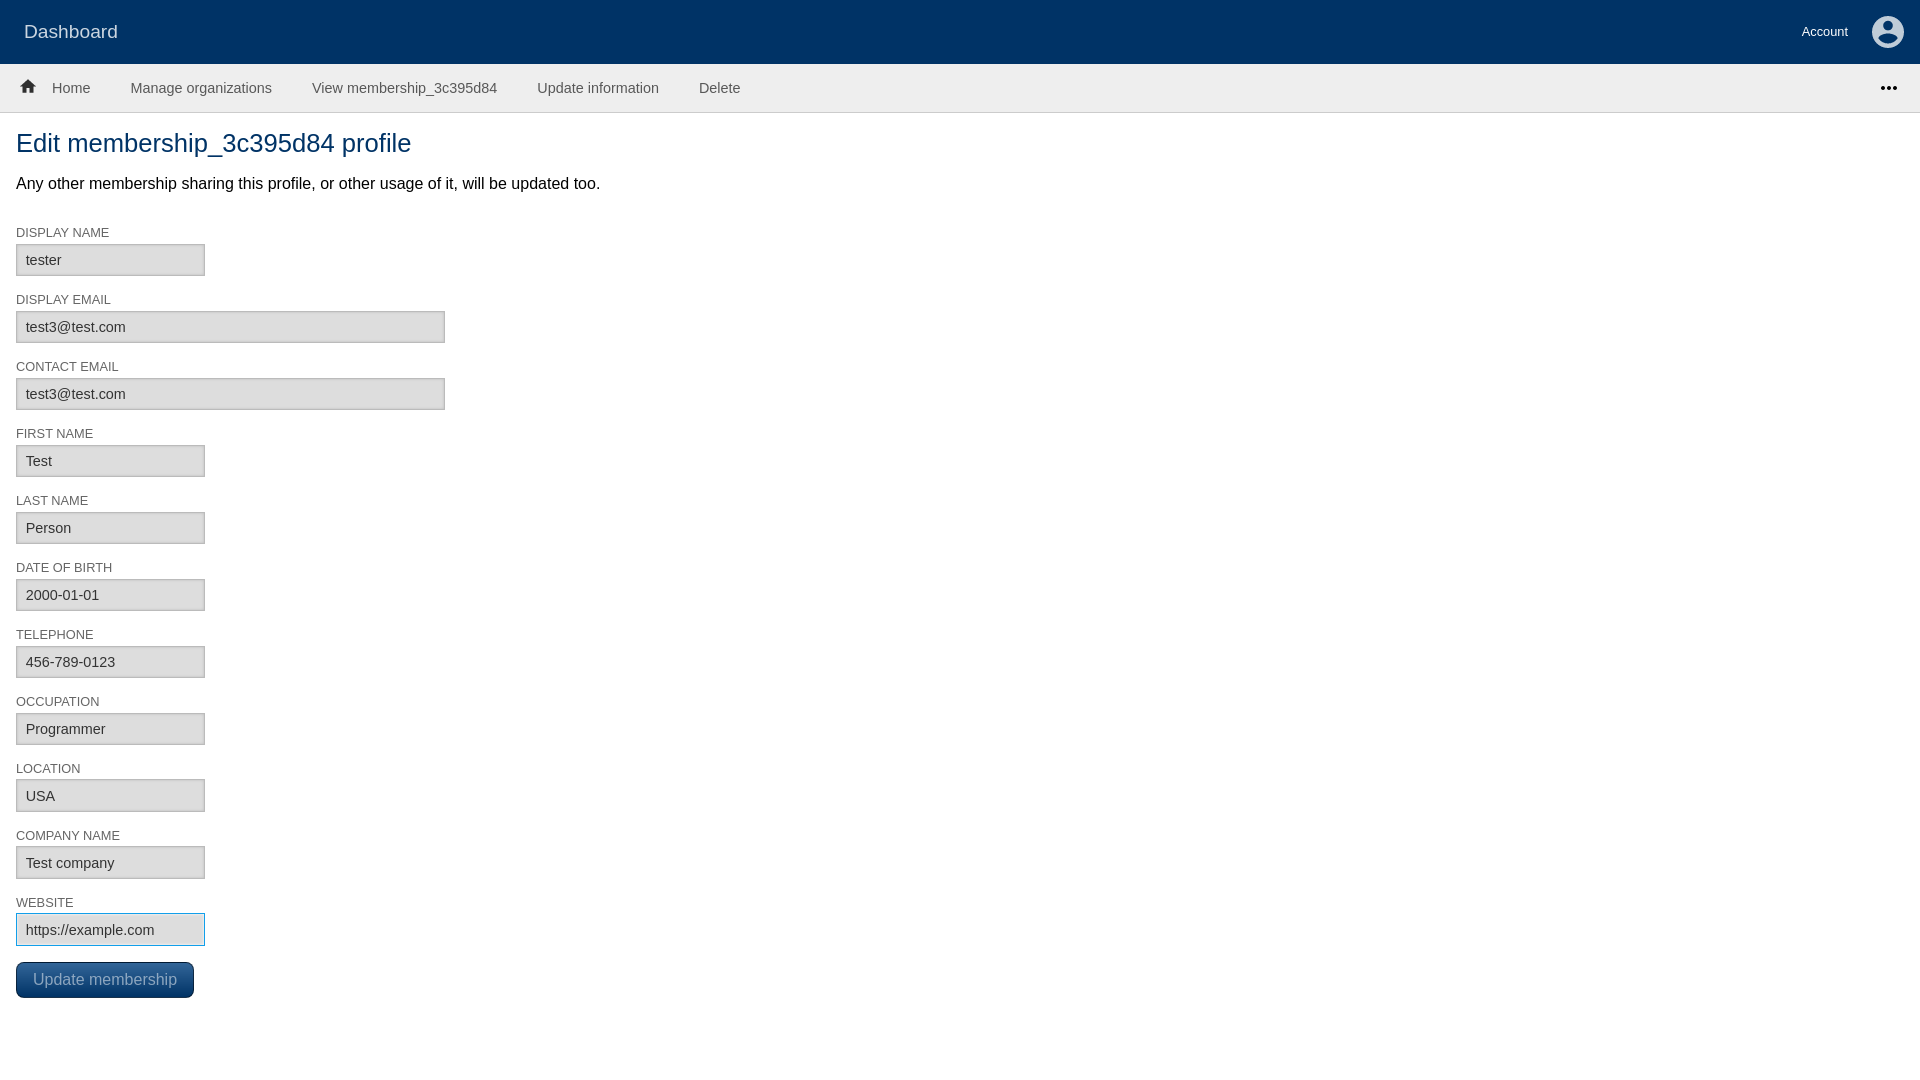 Dashboard
Account
Home
Manage organizations
View membership_3c395d84
Update information
Delete
Edit membership_3c395d84 profile
Any other membership sharing this profile, or other usage of it, will be updated too.
DISPLAY NAME
tester
DISPLAY EMAIL
test3@test.com
CONTACT EMAIL
test3@test.com
FIRST NAME
Test
LAST NAME
Person
DATE OF BIRTH
2000-01-01
TELEPHONE
456-789-0123
OCCUPATION
Programmer
LOCATION
USA
COMPANY NAME
Test company
WEBSITE
https://example.com
Update membership